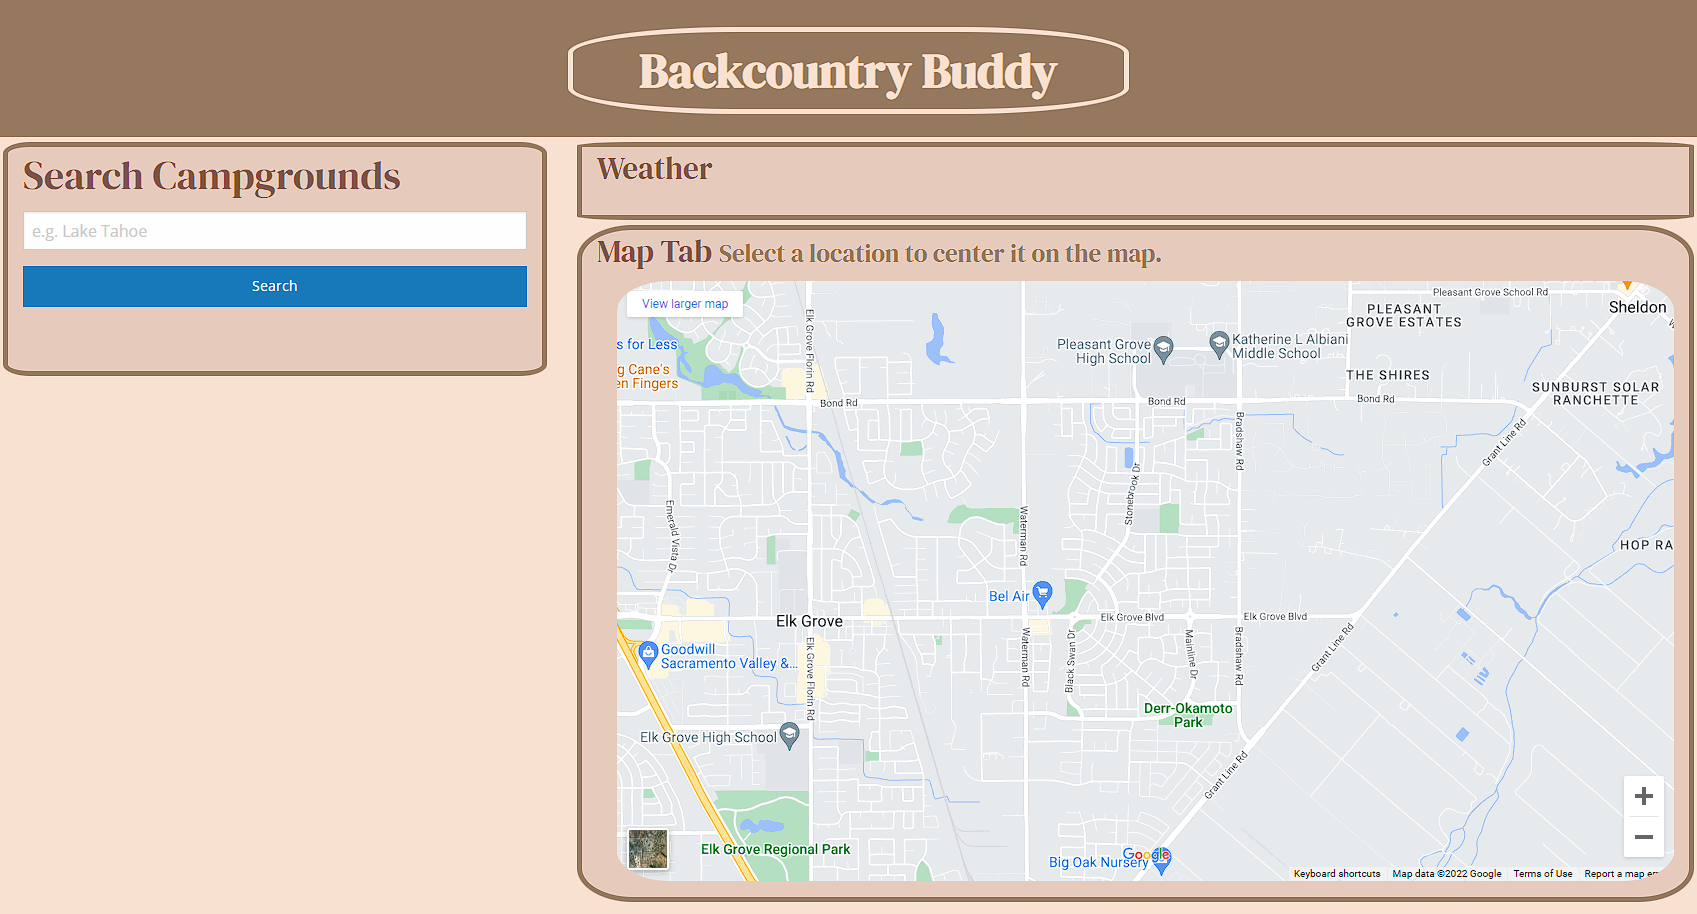 Backcountry Buddy
Search Campgrounds
e.g. Lake Tahoe
Search
Weather
Map Tab Select a location to center it on the map.
View larger map
Pleasant Grove School Rd
Sheldon
PLEASANT
GROVE ESTATES
Elk Grove Florin Rd
s for Less
Pleasant Grove
High School
Katherine L Albiani
Middle School
g Cane's
en Fingers
THE SHIRES
SUNBURST SOLAR
RANCHETTE
Bond Rd
Bond Rd
Bond Rd
Bradshaw Rd
Grant Line Rd
Stonebrook Dr
Emerald Vista Dr
Waterman Rd
HOP RA
Bel Air
Elk Grove
Elk Grove Blvd
Elk Grove Blvd
Goodwill
Sacramento Valley &...
Elk Grove Florin Rd
Waterman Rd
Black Swan Dr
Mainline Dr
Bradshaw Rd
Grant Line Rd
Derr-Okamoto
Park
Elk Grove High School
Grant Line Rd
Elk Grove Regional Park
Big Oak Nursery
Google
Keyboard shortcuts
Map data ©2022 Google
Terms of Use
Report a map